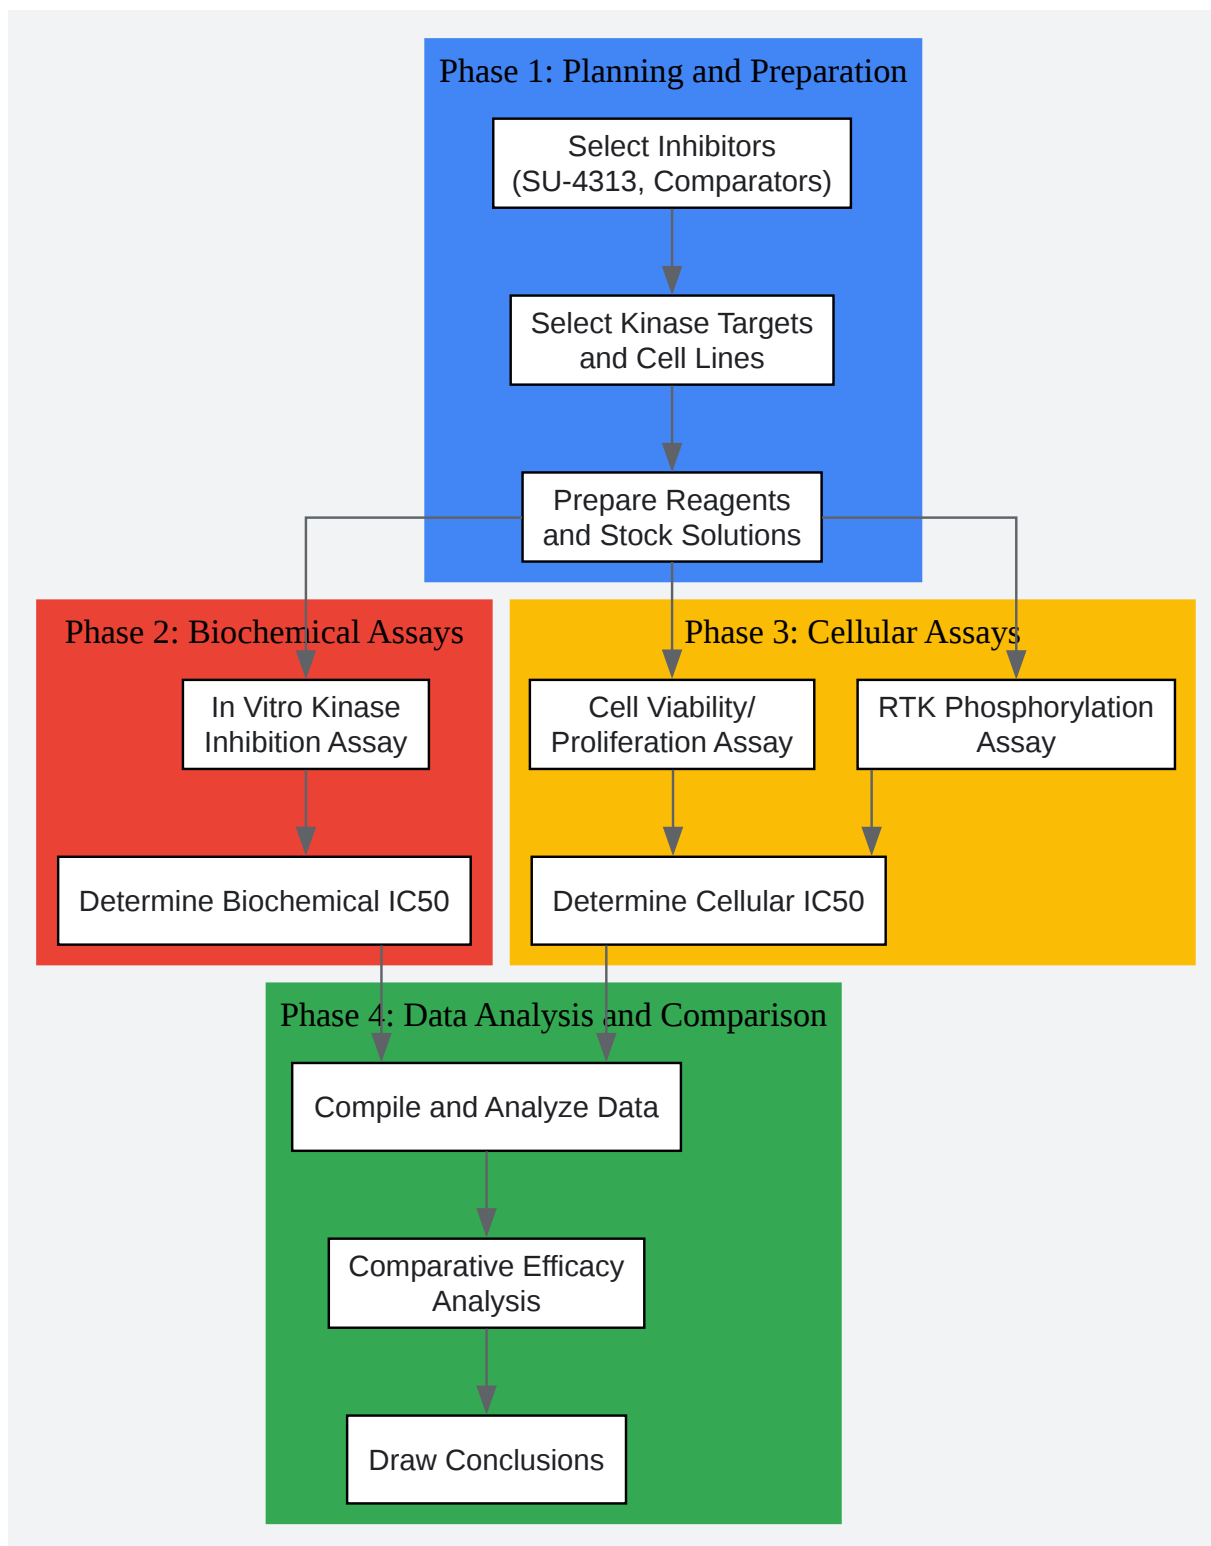 Phase 1: Planning and Preparation
Select Inhibitors
(SU-4313, Comparators)
Select Kinase Targets
and Cell Lines
Prepare Reagents
and Stock Solutions
Phase 2: Biochemical Assays
In Vitro Kinase
Inhibition Assay
Determine Biochemical IC50
Phase 3: Cellular Assays
Cell Viability/
Proliferation Assay
RTK Phosphorylation
Assay
Determine Cellular IC50
Phase 4: Data Analysis and Comparison
Compile and Analyze Data
Comparative Efficacy
Analysis
Draw Conclusions